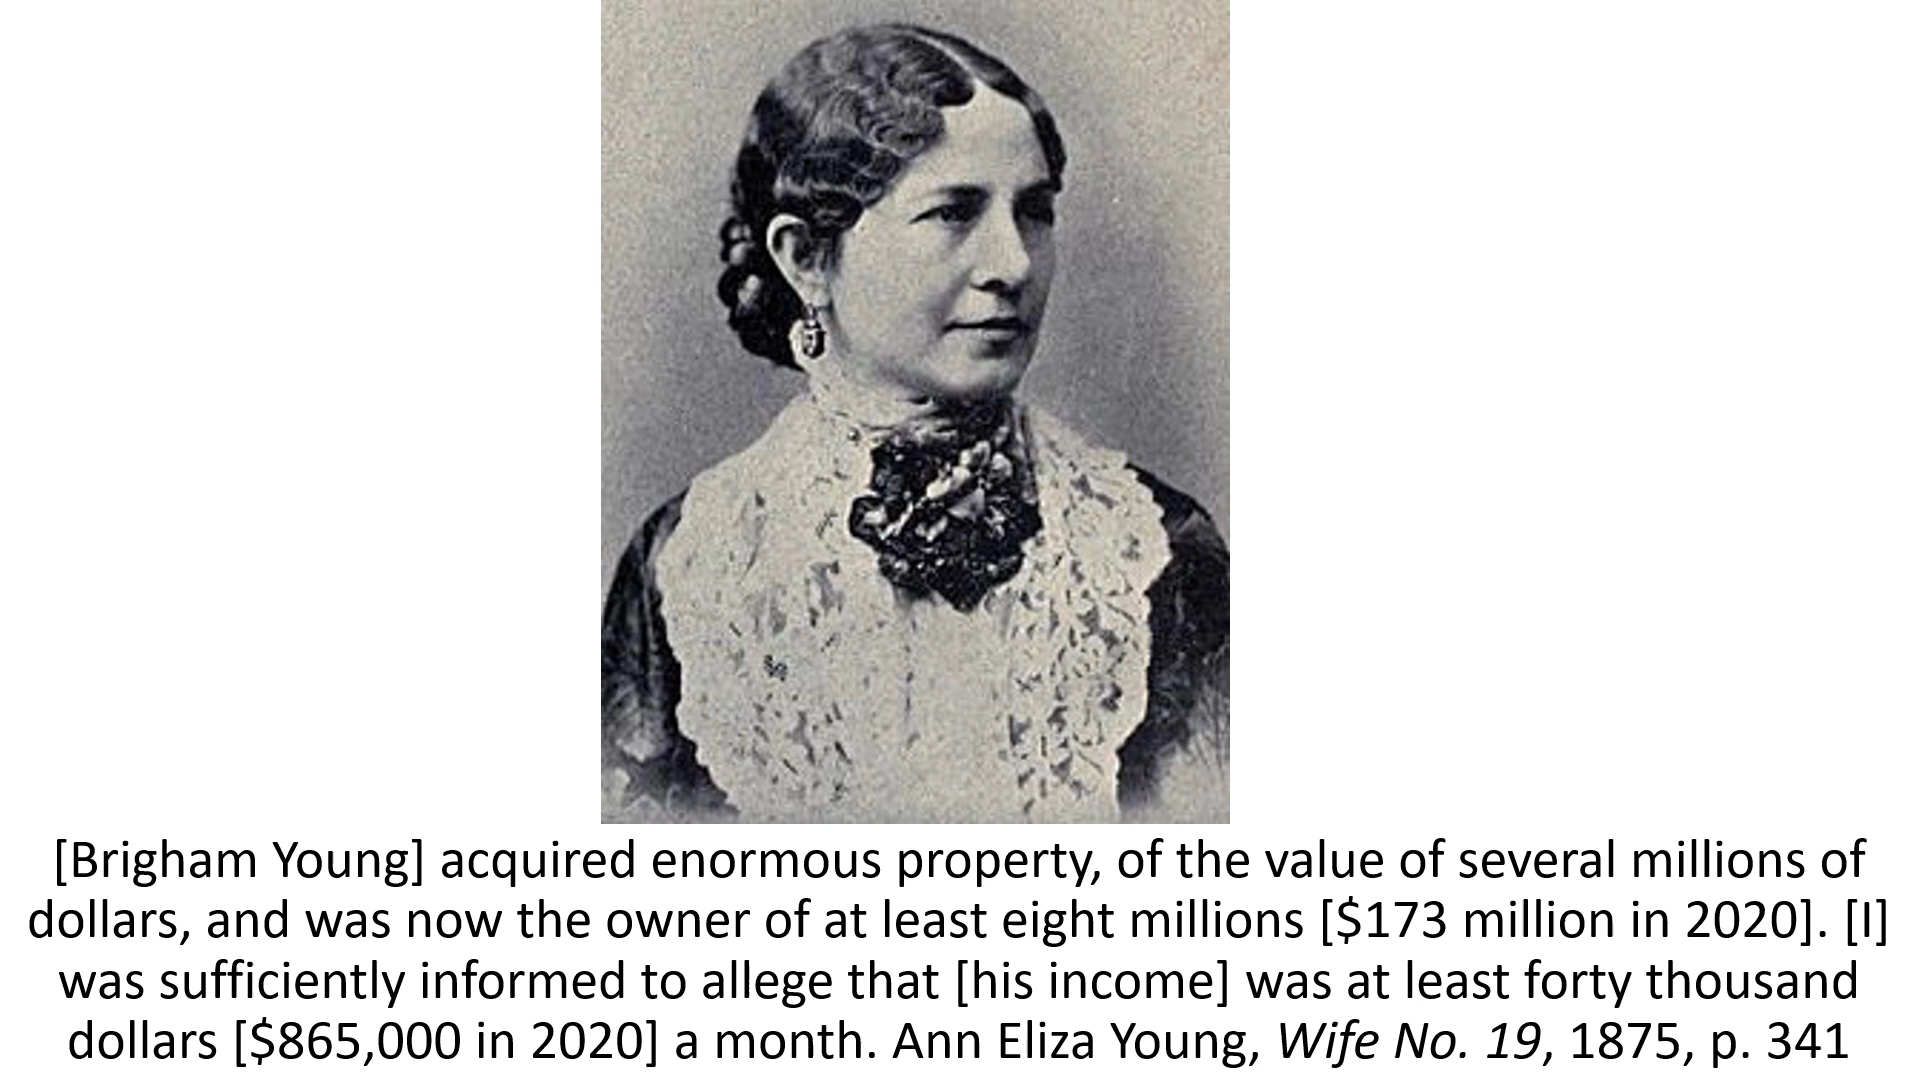 [Brigham Young] acquired enormous property, of the value of several millions of
dollars, and was now the owner of at least eight millions [$173 million in 2020]. [I]
was sufficiently informed to allege that [his income] was at least forty thousand
dollars [$865,000 in 2020] a month. Ann Eliza Young, Wife No. 19, 1875, p. 341